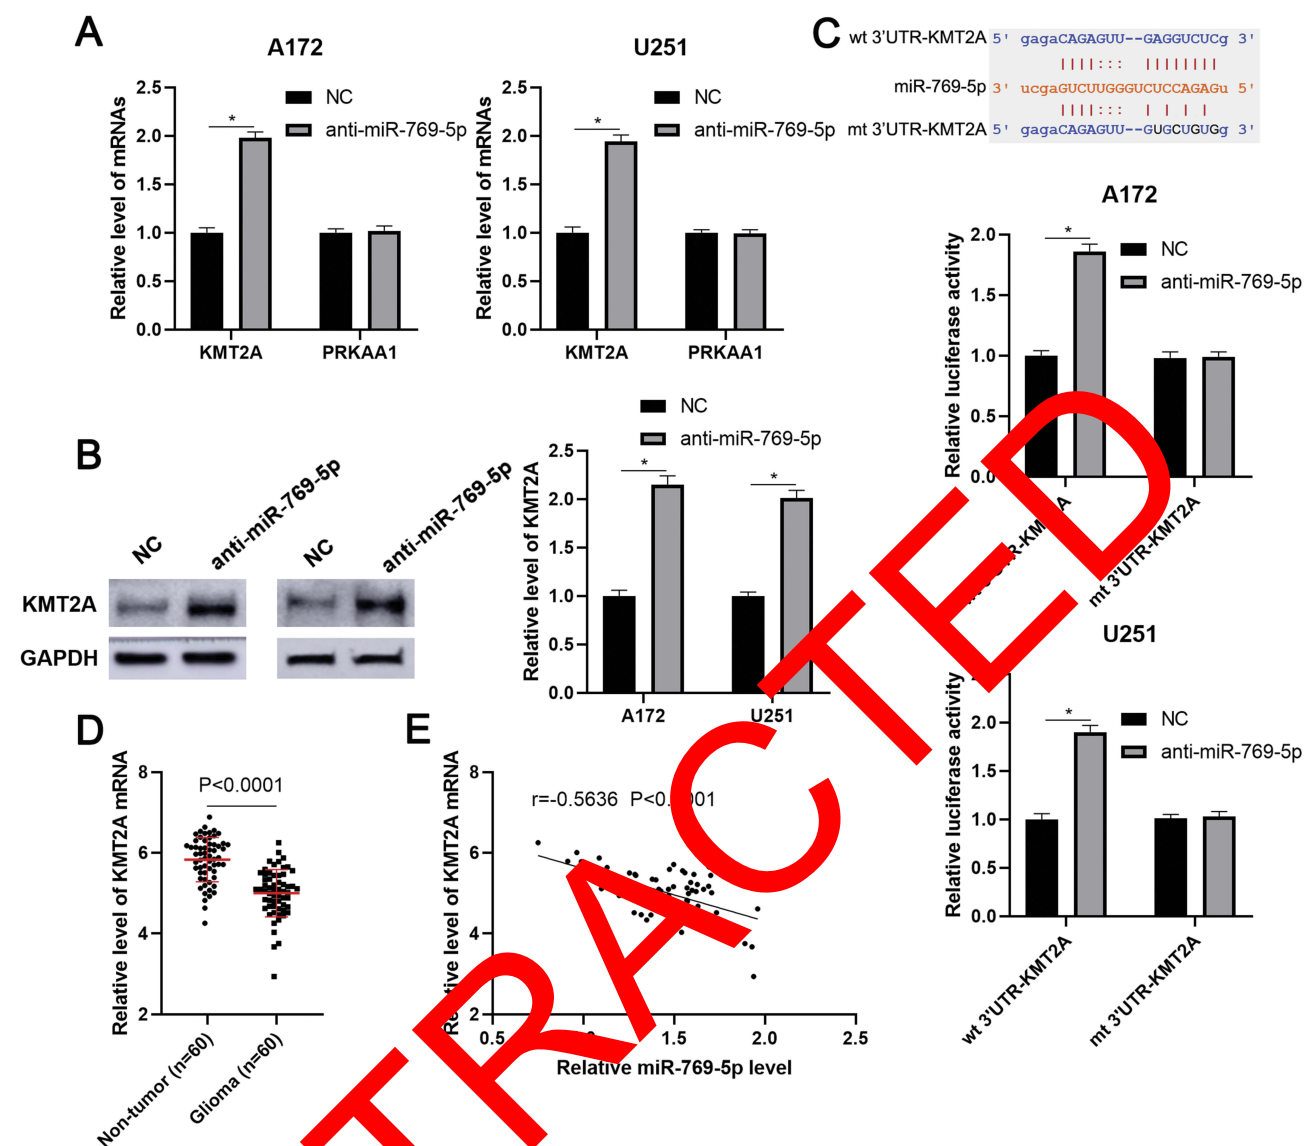 A
A172
Relative level of mRNAs
2.5
2.0
1.5
1.0
0.5
0.0
*
NC
anti-miR-769-5p
KMT2A
PRKAA1
U251
Relative level of mRNAs
2.5
2.0
1.5
1.0
0.5
0.0
*
NC
anti-miR-769-5p
KMT2A
PRKAA1
C
wt 3'UTR-KMT2A 5' gagaCAGAGUU--GAGGUCUCg 3'
miR-769-5p 3' ucgaGUCUUGGGUCUCCAGAGu 5'
mt 3'UTR-KMT2A 5' gagaCAGAGUU--GUGCUGUGg 3'
A172
Relative luciferase activity
2.0
1.5
1.0
0.5
0.0
*
NC
anti-miR-769-5p
mt 3'UTR-KMT2A
U251
Relative luciferase activity
2.0
1.5
1.0
0.5
0.0
*
NC
anti-miR-769-5p
wt 3'UTR-KMT2A
mt 3'UTR-KMT2A
B
NC
anti-miR-769-5p
NC
anti-miR-769-5p
KMT2A
GAPDH
NC
anti-miR-769-5p
Relative level of KMT2A
2.5
2.0
1.5
1.0
0.5
0.0
*
*
A172
U251
D
Relative level of KMT2A mRNA
8
6
4
2
P<0.0001
Non-tumor (n=60)
Glioma (n=60)
E
Relative level of KMT2A mRNA
8
6
4
2
r=-0.5636
0.5
1.5
2.0
2.5
Relative miR-769-5p level
TRACTED